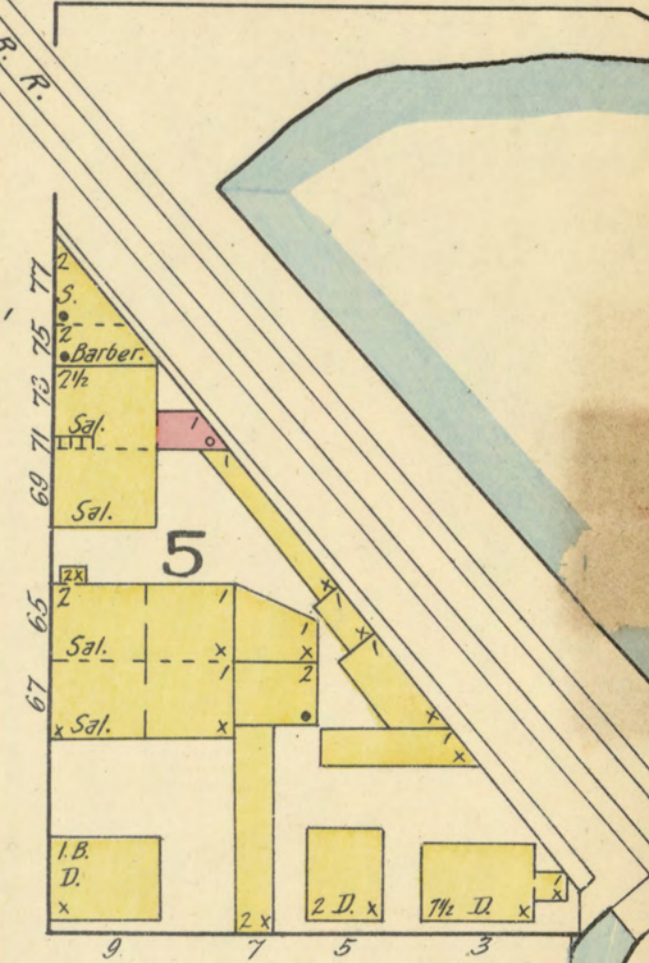 R. R.
77
2
S.
75
2
Barber.
73
2½
Sal.
71
1
69
Sal.
1
5
2X
65
2
1
x 1
Sal.
x
1
x
x 1
1
2
67
x Sal.
x
x
1
x
1.B.
D.
x
2 x
2 D. x
1½ D. x
1
x
9
7
5
3